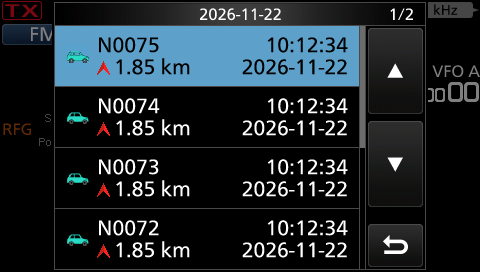 TX
2026-11-22
1/2
kHz
FM
N0075 10:12:34
1.85 km 2026-11-22
VFO A
N0074 10:12:34
1.85 km 2026-11-22
00
S
RFG
Po
N0073 10:12:34
1.85 km 2026-11-22
N0072 10:12:34
1.85 km 2026-11-22